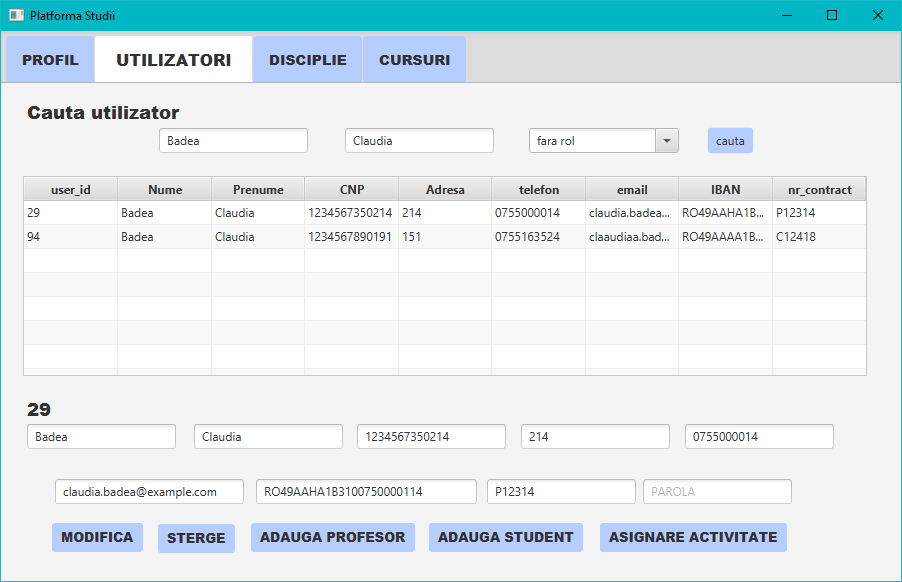 Platforma Studii
PROFIL UTILIZATORI DISCIPLIE CURSURI
Cauta utilizator
Badea Claudia fara rol cauta
user_id Nume Prenume CNP Adresa telefon email IBAN nr_contract
29 Badea Claudia 1234567350214 214 0755000014 claudia.badea... RO49AAHA1B... P12314
94 Badea Claudia 1234567890191 151 0755163524 claaudiaa.bad... RO49AAAA1B... C12418
29
Badea Claudia 1234567350214 214 0755000014
claudia.badea@example.com RO49AAHA1B3100750000114 P12314 PAROLA
MODIFICA STERGE ADAUGA PROFESOR ADAUGA STUDENT ASIGNARE ACTIVITATE